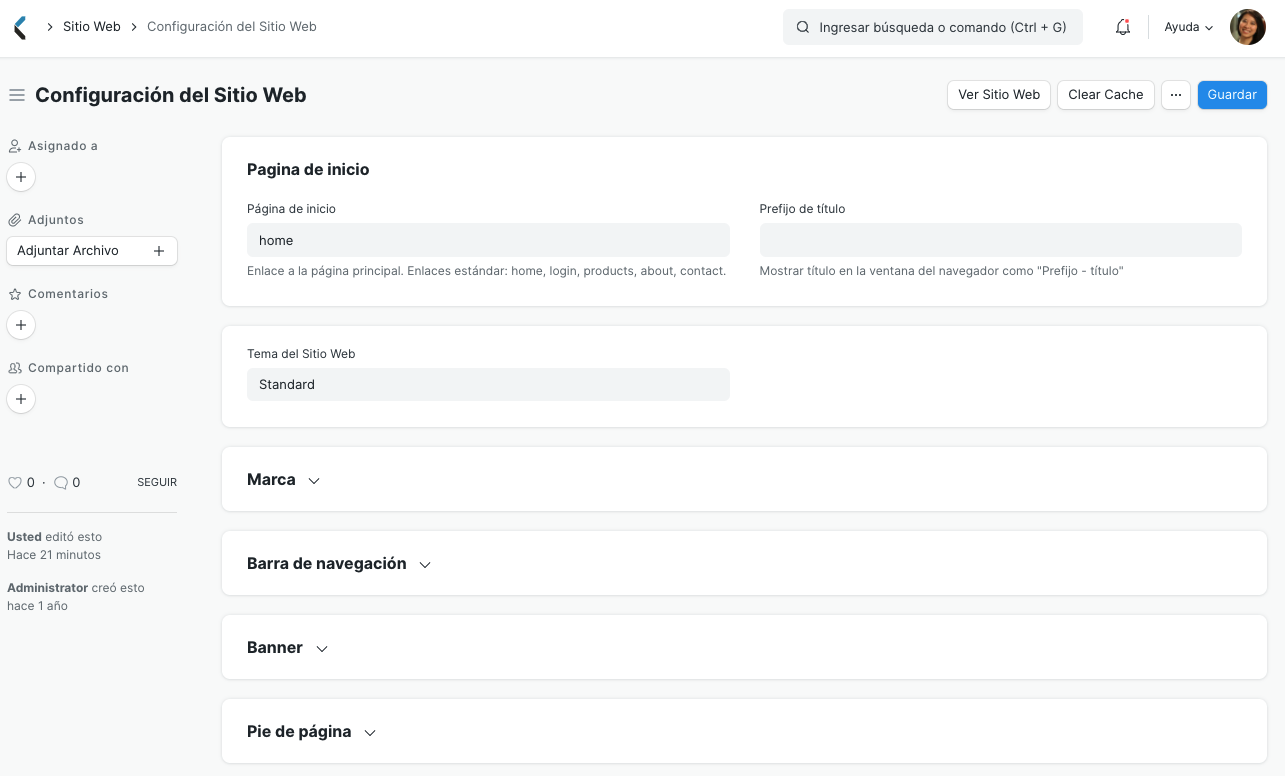 Sitio Web
Configuración del Sitio Web
Ingresar búsqueda o comando (Ctrl + G)
Ayuda
Configuración del Sitio Web
Ver Sitio Web
Clear Cache
Guardar
Asignado a
Adjuntos
Adjuntar Archivo
Comentarios
Compartido con
0 · 0 SEGUIR
Usted editó esto
Hace 21 minutos
Administrator creó esto
hace 1 año
Pagina de inicio
Página de inicio
home
Enlace a la página principal. Enlaces estándar: home, login, products, about, contact.
Prefijo de título
Mostrar título en la ventana del navegador como "Prefijo - título"
Tema del Sitio Web
Standard
Marca
Barra de navegación
Banner
Pie de página